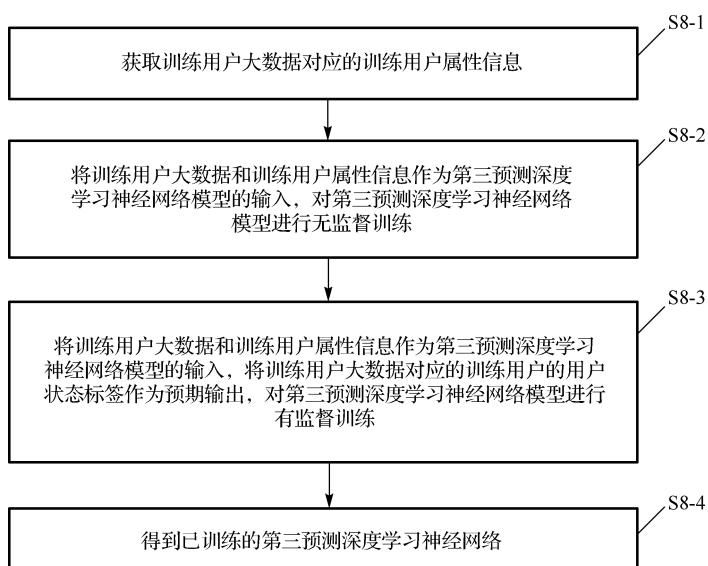 S8-1
获取训练用户大数据对应的训练用户属性信息
S8-2
将训练用户大数据和训练用户属性信息作为第三预测深度
学习神经网络模型的输入，对第三预测深度学习神经网络
模型进行无监督训练
S8-3
将训练用户大数据和训练用户属性信息作为第三预测深度学习
神经网络模型的输入，将训练用户大数据对应的训练用户的用户
状态标签作为预期输出，对第三预测深度学习神经网络模型进行
有监督训练
S8-4
得到已训练的第三预测深度学习神经网络